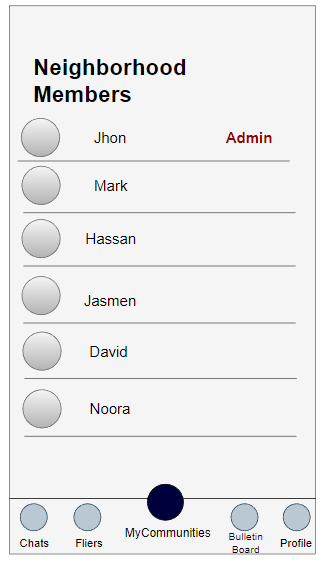 Neighborhood
Members
Jhon Admin
Mark
Hassan
Jasmen
David
Noora
Chats Fliers MyCommunities Bulletin Profile
Board